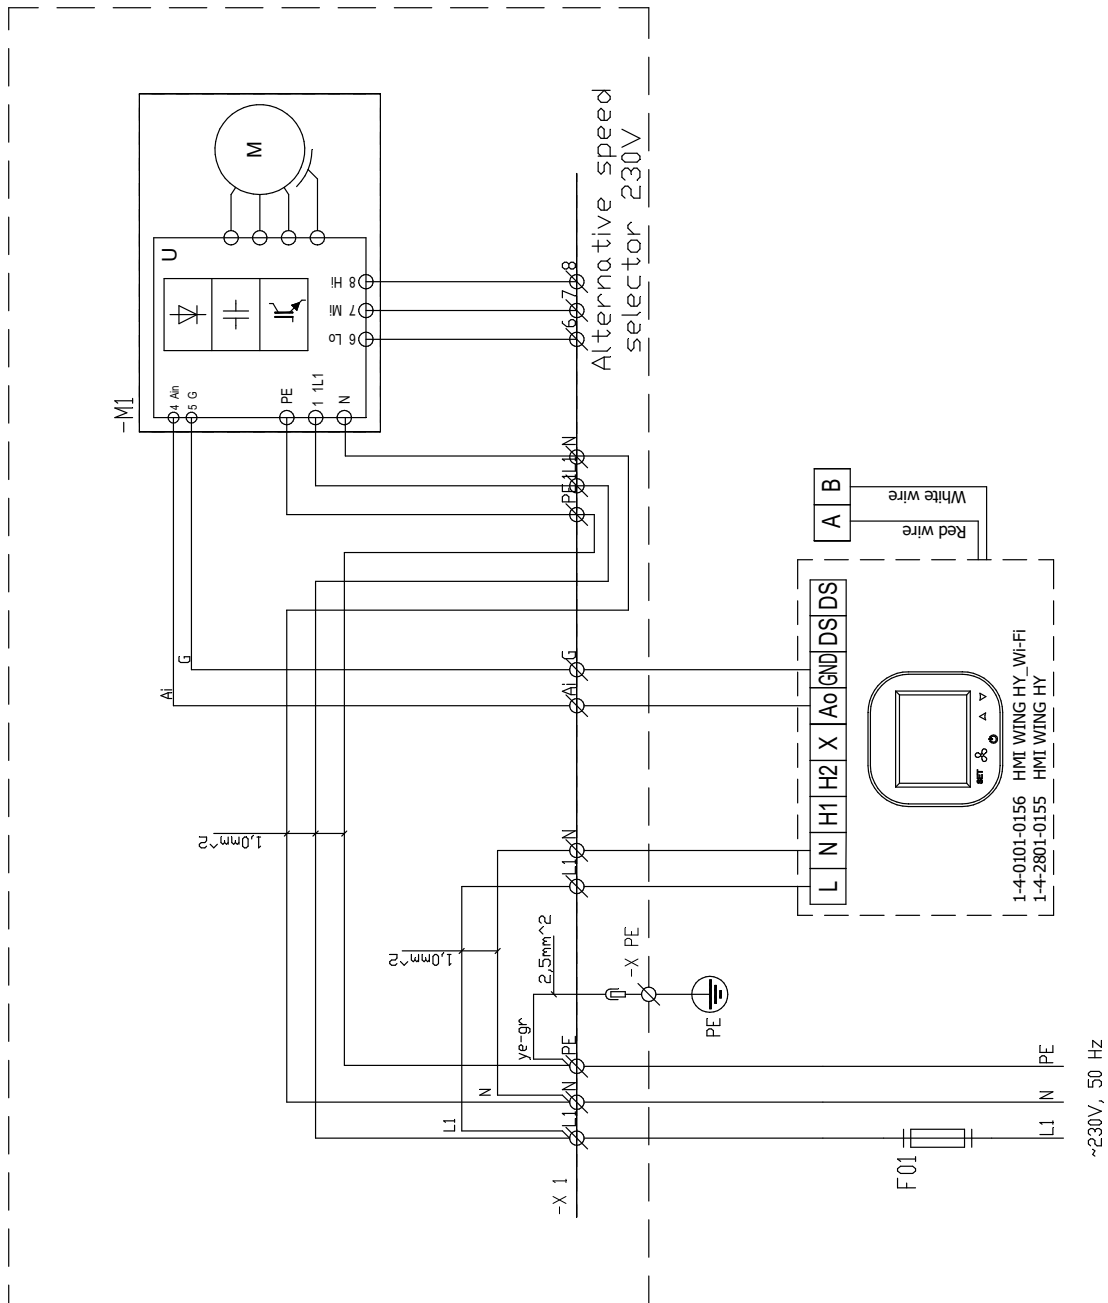 M
U
8 Hi
7 Mi
6 Lo
-M1
4 Ain
5 G
PE
1 1L1
N
8
7
6
Alternative speed
selector 230V
N
1L1
PE
G
Ai
G
Ai
1,0mm^2
N
L1
1,0mm^2
2,5mm^2
ye-gr
-X PE
PE
PE
N
L1
N
L1
-X 1
A
B
Red wire
White wire
L
N
H1
H2
X
Ao
GND
DS
DS
SET
1-4-0101-0156 HMI WING HY_Wi-Fi
1-4-2801-0155 HMI WING HY
F01
PE
N
L1
~230V, 50 Hz